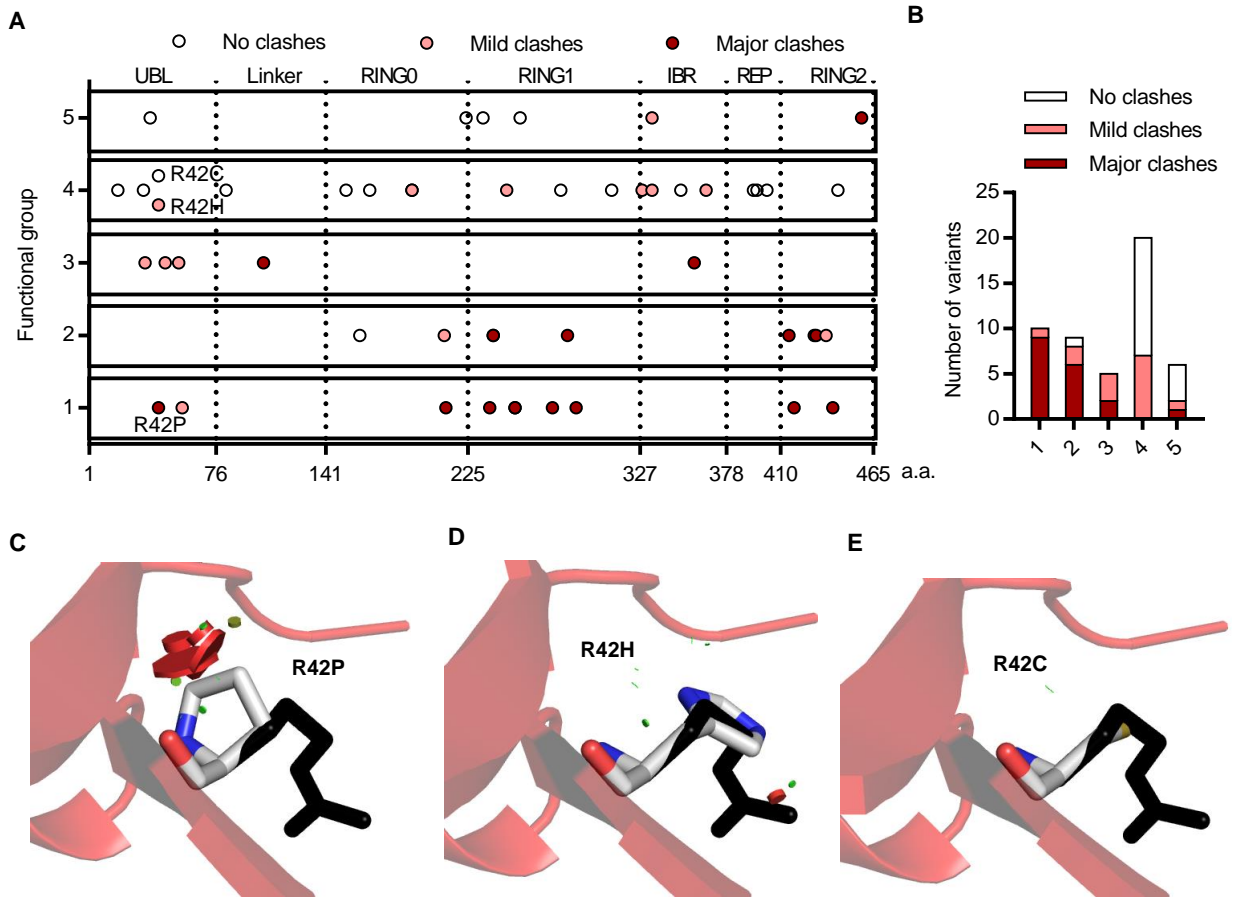 A
No clashes Mild clashes Major clashes
UBL Linker RING0 RING1 IBR REP RING2
Functional group
5
4
R42C
R42H
3
2
1
R42P
1 76 141 225 327 378 410 465 a.a.
B
No clashes
Mild clashes
Major clashes
Number of variants
25
20
15
10
5
0
1 2 3 4 5
C
R42P
D
R42H
E
R42C